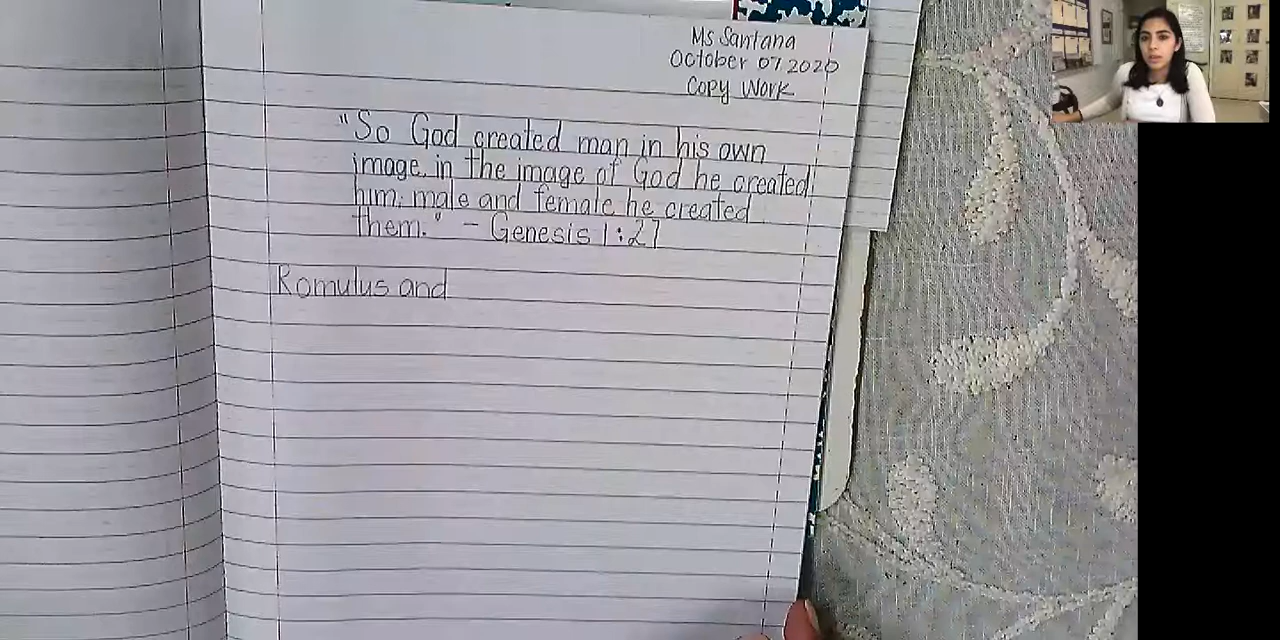 Ms Santana
October 07 2020
Copy Work
"So God created man in his own
image, in the image of God he created
him; male and female he created
them." - Genesis 1:27
Romulus and